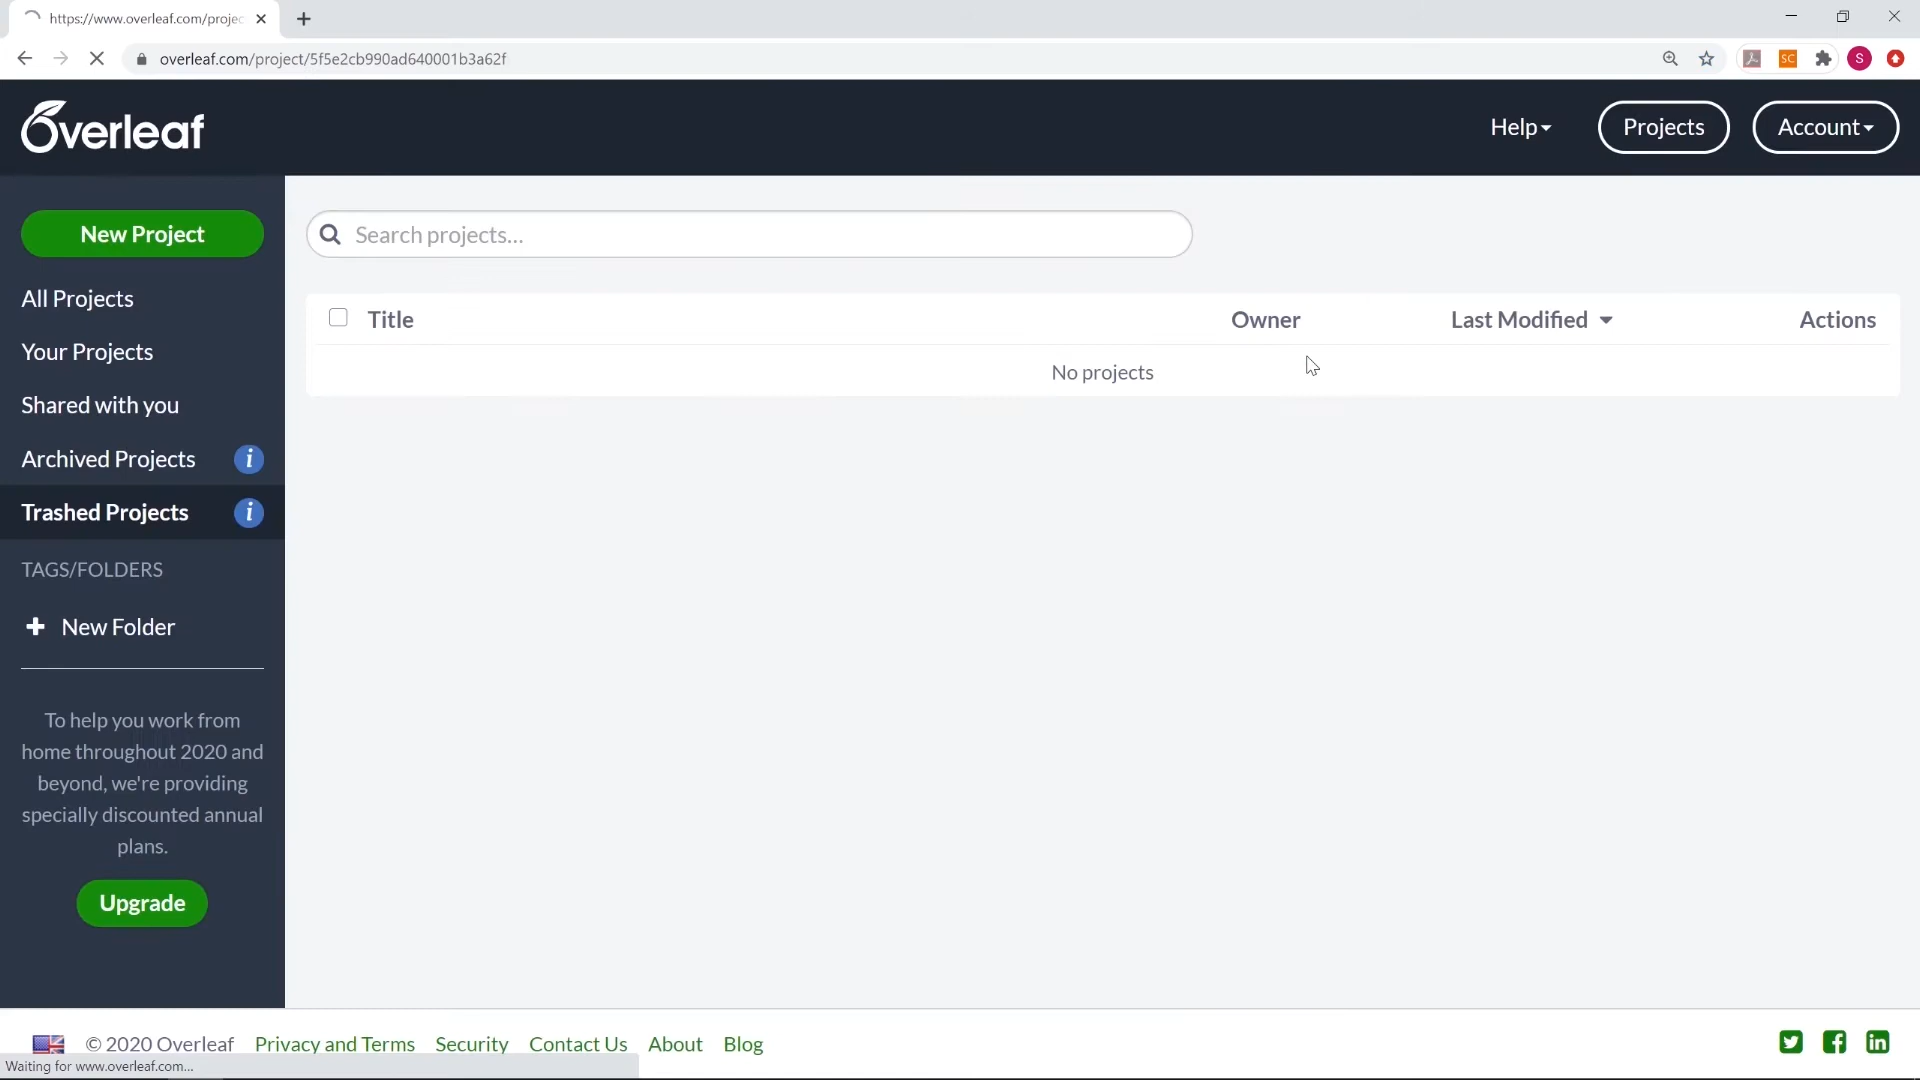 https://www.overleaf.com/projec
overleaf.com/project/5f5e2cb990ad640001b3a62f
SC
S
Overleaf
Help
Projects
Account
New Project
Search projects...
All Projects
Title
Owner
Last Modified
Actions
Your Projects
No projects
Shared with you
Archived Projects
i
Trashed Projects
i
TAGS/FOLDERS
New Folder
To help you work from
home throughout 2020 and
beyond, we're providing
specially discounted annual
plans.
Upgrade
© 2020 Overleaf Privacy and Terms Security Contact Us About Blog
Waiting for www.overleaf.com...